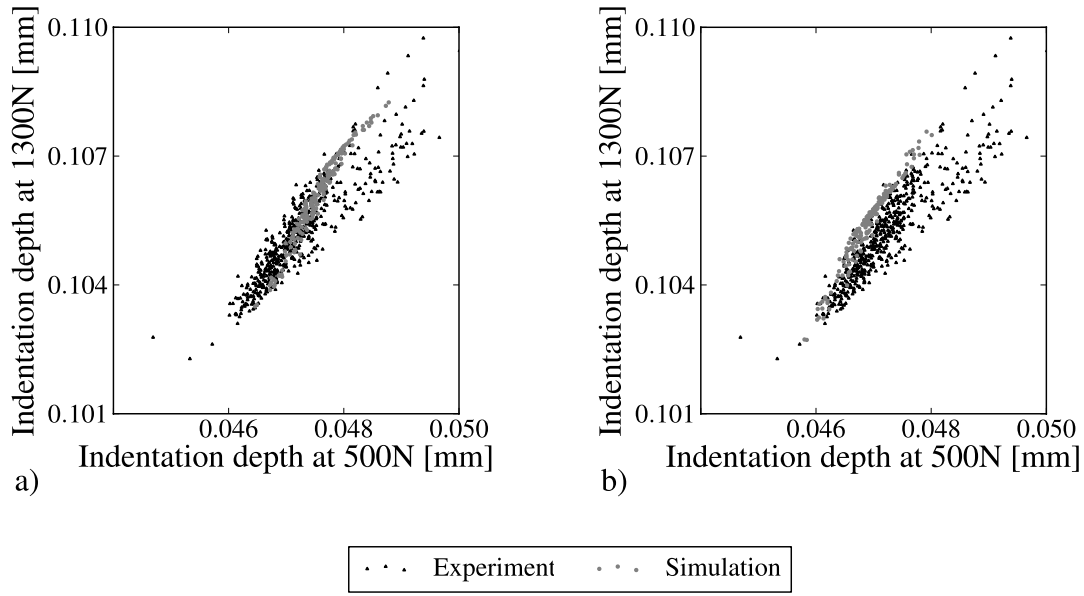 0.110
0.107
0.104
0.101
Indentation depth at 1300N [mm]
0.046 0.048 0.050
Indentation depth at 500N [mm]
a)
0.110
0.107
0.104
0.101
Indentation depth at 1300N [mm]
0.046 0.048 0.050
Indentation depth at 500N [mm]
b)
Experiment Simulation